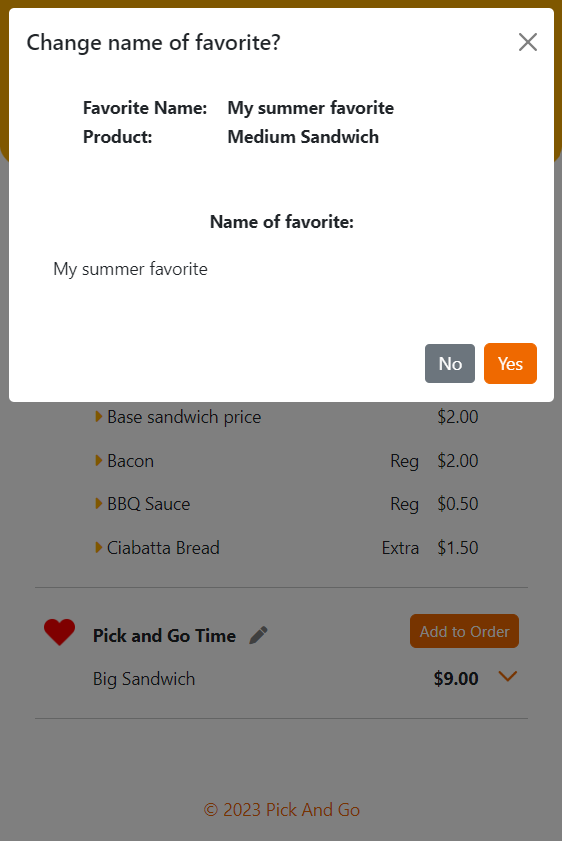 Change name of favorite?
Favorite Name: My summer favorite
Product: Medium Sandwich
Name of favorite:
My summer favorite
No Yes
Base sandwich price $2.00
Bacon Reg $2.00
BBQ Sauce Reg $0.50
Ciabatta Bread Extra $1.50
Pick and Go Time Add to Order
Big Sandwich $9.00
© 2023 Pick And Go